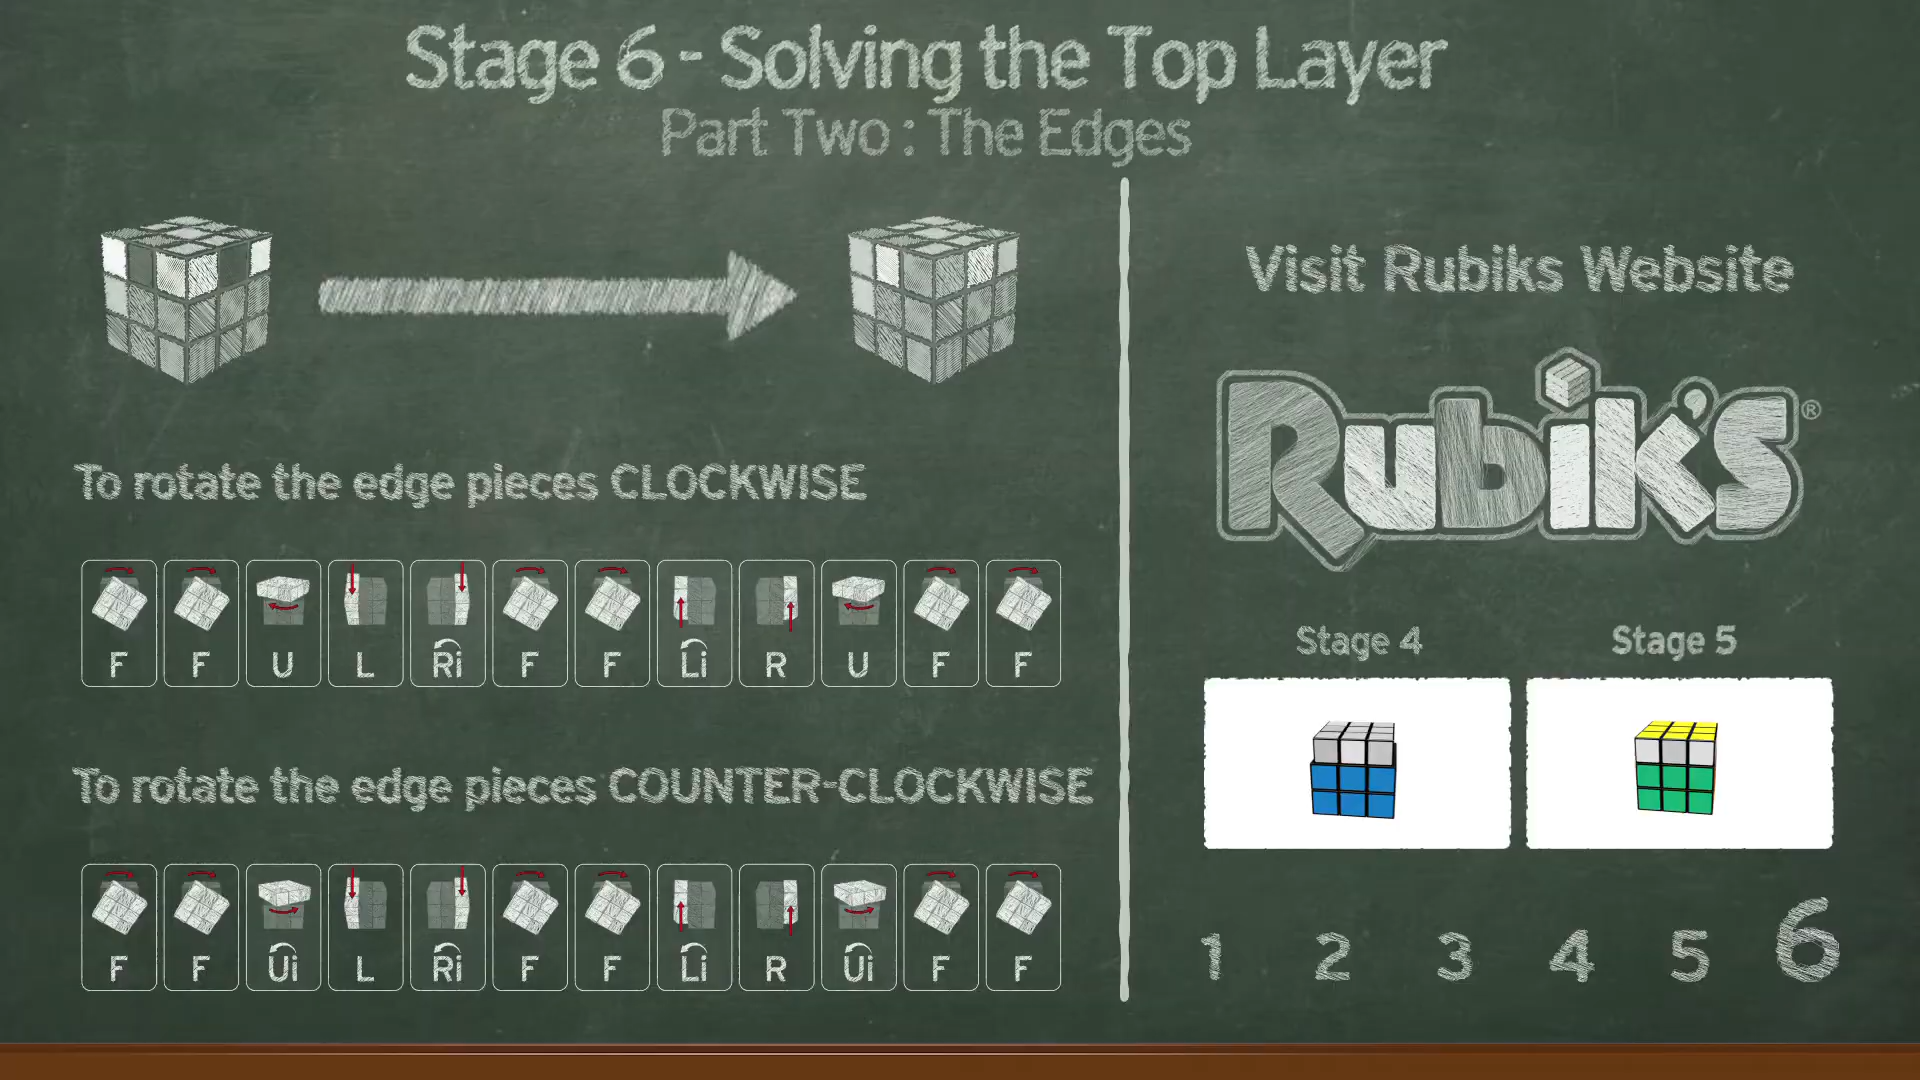 Stage 6 - Solving the Top Layer
Part Two : The Edges
To rotate the edge pieces CLOCKWISE
F F U L Ri F F Li R U F F
To rotate the edge pieces COUNTER-CLOCKWISE
F F Ui L Ri F F Li R Ui F F
Visit Rubiks Website
Rubik's®
Stage 4 Stage 5
1 2 3 4 5 6